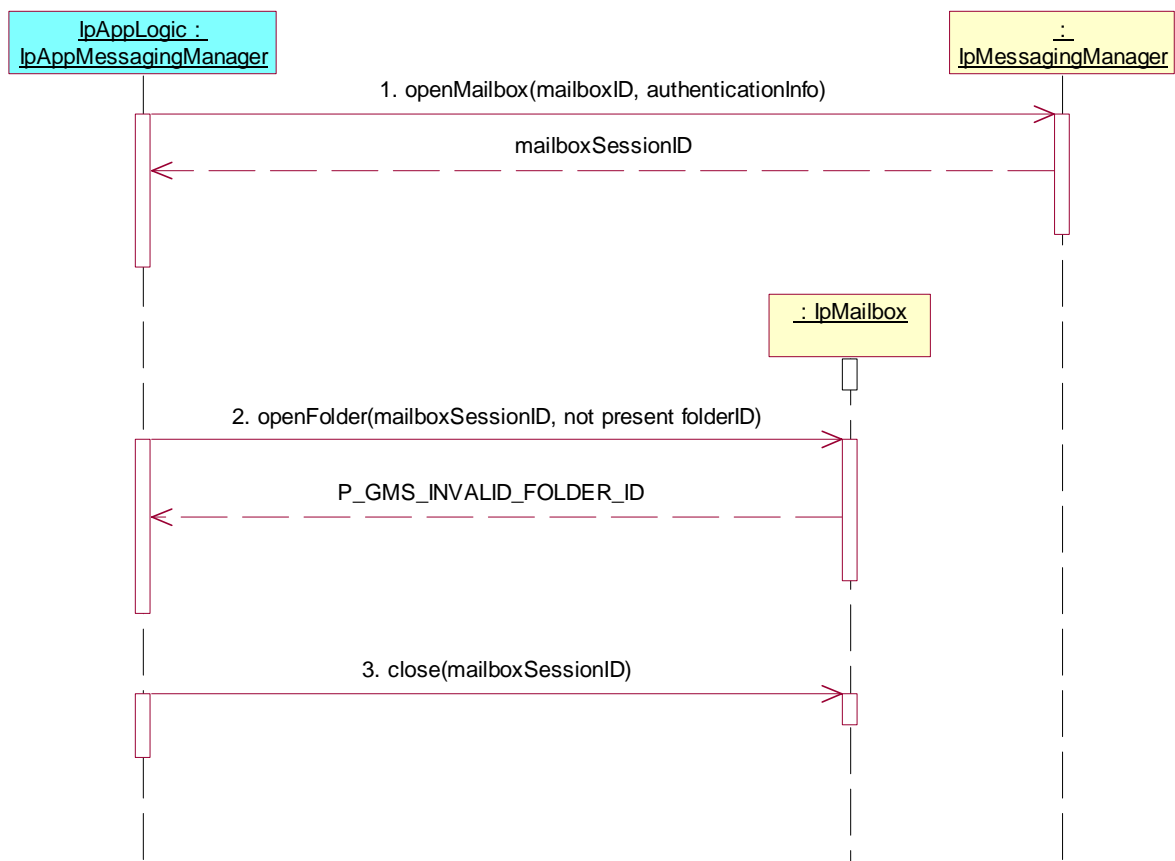 IpAppLogic :
IpAppMessagingManager
:
IpMessagingManager
1. openMailbox(mailboxID, authenticationInfo)
mailboxSessionID
: IpMailbox
2. openFolder(mailboxSessionID, not present folderID)
P_GMS_INVALID_FOLDER_ID
3. close(mailboxSessionID)